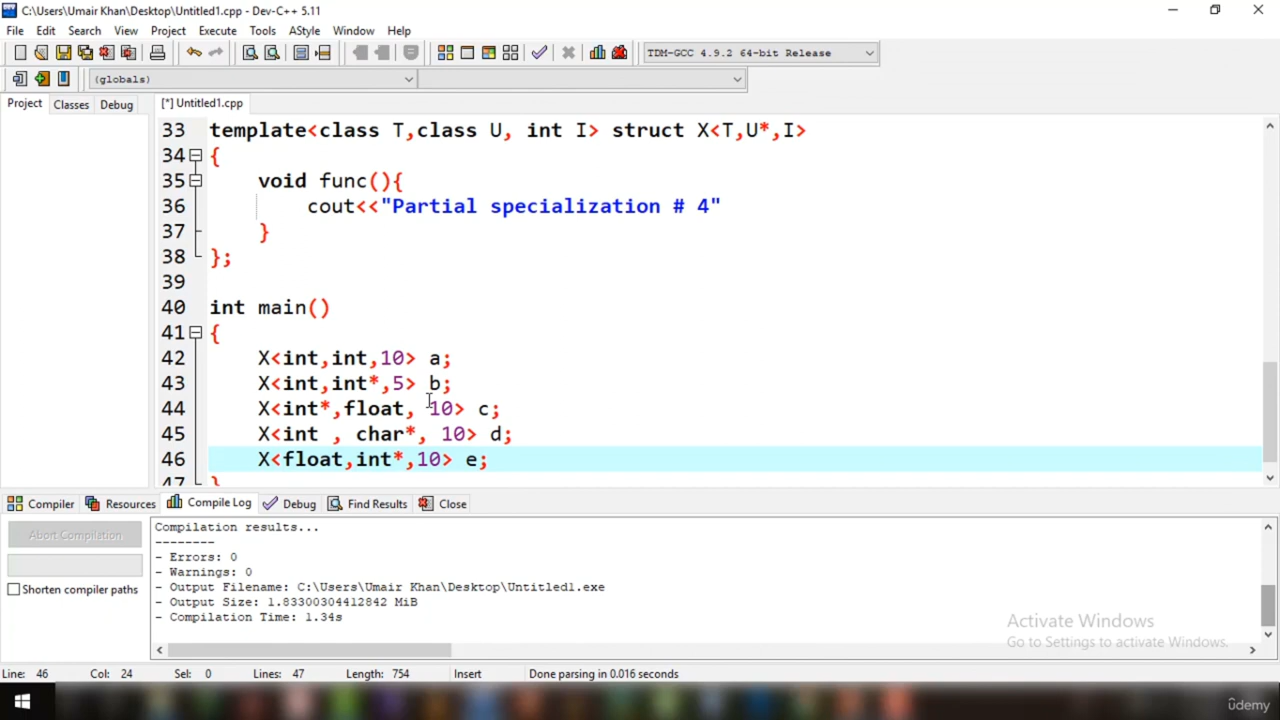 C:\Users\Umair Khan\Desktop\Untitled1.cpp - Dev-C++ 5.11
File Edit Search View Project Execute Tools AStyle Window Help
TDM-GCC 4.9.2 64-bit Release
(globals)
Project Classes Debug [*] Untitled1.cpp
33 template<class T,class U, int I> struct X<T,U*,I>
34 {
35 void func(){
36 cout<<"Partial specialization # 4"
37 }
38 };
39
40 int main()
41 {
42 X<int,int,10> a;
43 X<int,int*,5> b;
44 X<int*,float, 10> c;
45 X<int , char*, 10> d;
46 X<float,int*,10> e;
47 }
Compiler Resources Compile Log Debug Find Results Close
Abort Compilation
Shorten compiler paths
Compilation results...
--------
- Errors: 0
- Warnings: 0
- Output Filename: C:\Users\Umair Khan\Desktop\Untitled1.exe
- Output Size: 1.83300304412842 MiB
- Compilation Time: 1.34s
Activate Windows
Go to Settings to activate Windows.
Line: 46 Col: 24 Sel: 0 Lines: 47 Length: 754 Insert Done parsing in 0.016 seconds
ûdemy